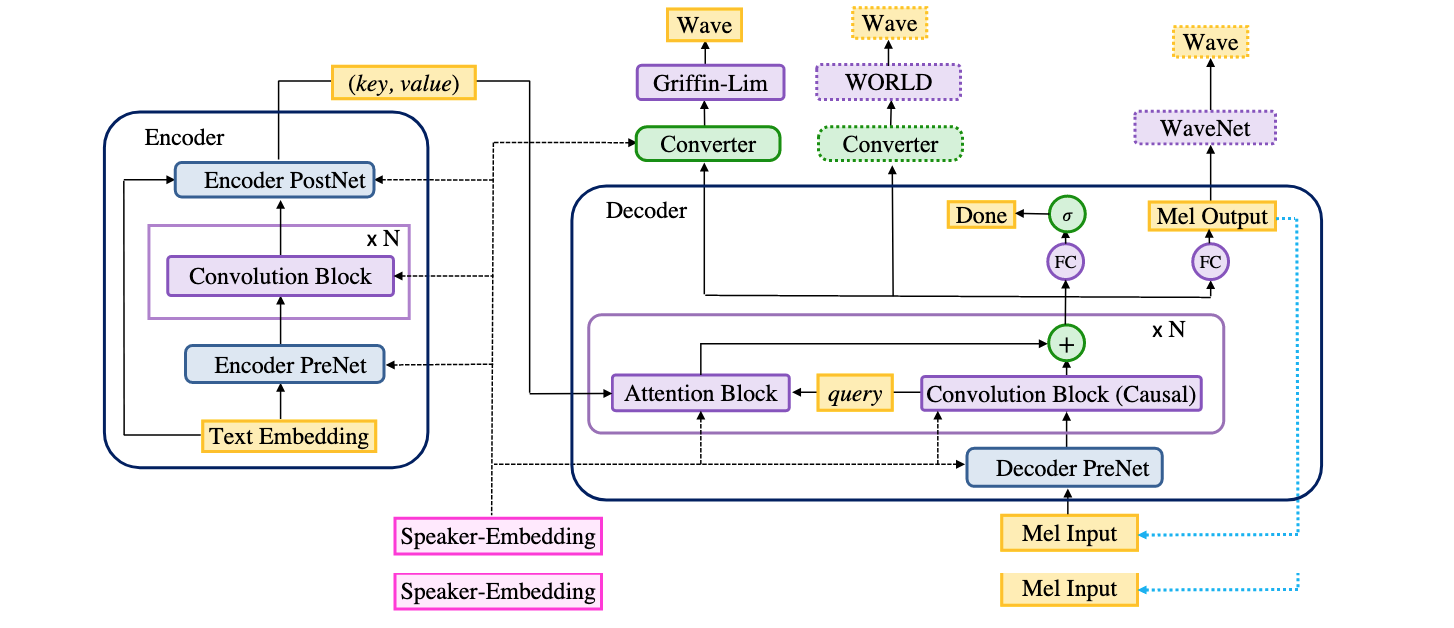 Wave
Wave
Wave
(key, value)
Griffin-Lim
WORLD
WaveNet
Encoder
Converter
Converter
Encoder PostNet
Decoder
Done
σ
Mel Output
x N
Convolution Block
FC
FC
x N
+
Encoder PreNet
Attention Block
query
Convolution Block (Causal)
Text Embedding
Decoder PreNet
Speaker-Embedding
Mel Input
Speaker-Embedding
Mel Input